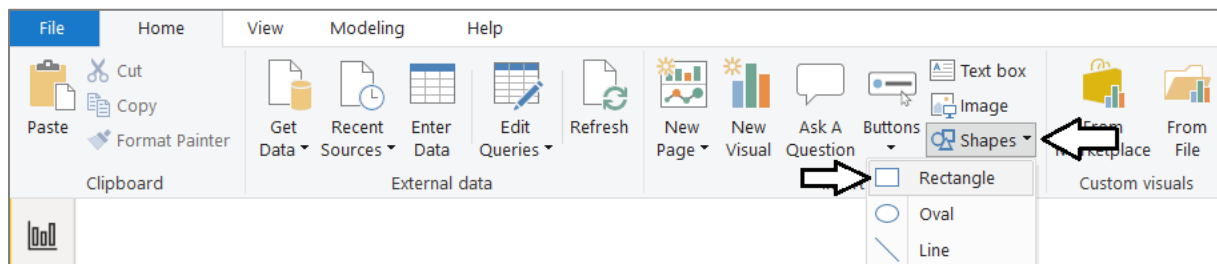 File Home View Modeling Help
Cut
Copy
Format Painter
Paste
Get Data
Recent Sources
Enter Data
Edit Queries
Refresh
New Page
New Visual
Ask A Question
Buttons
Text box
Image
Shapes
From
File
Clipboard
External data
Custom visuals
Rectangle
Oval
Line